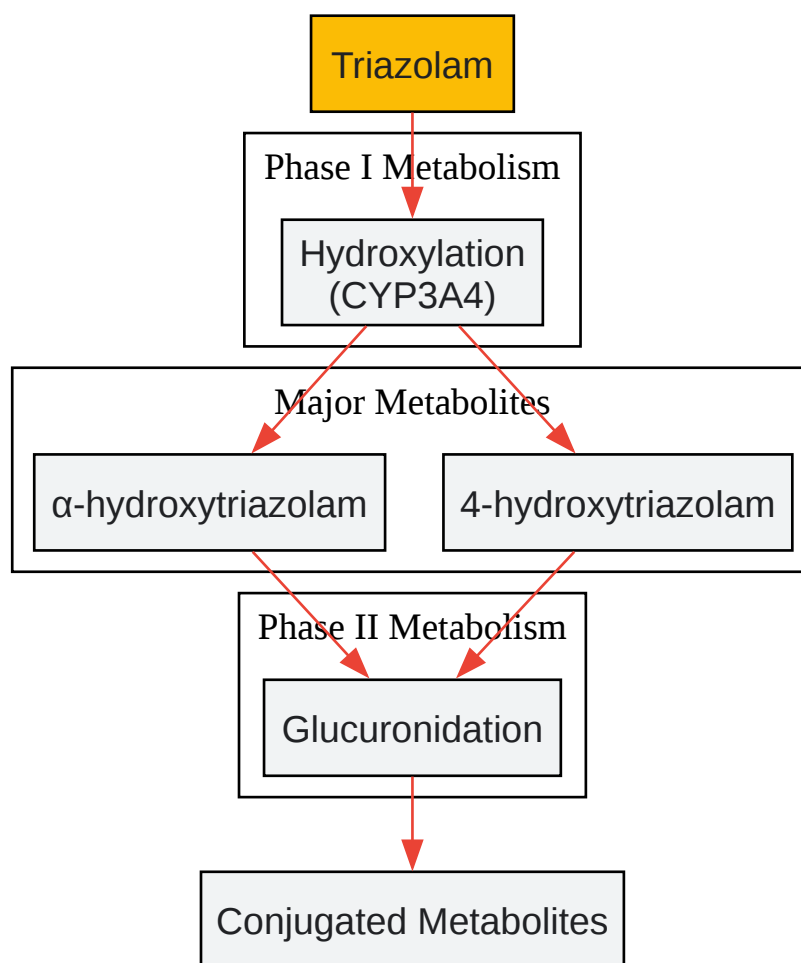 Triazolam
Phase I Metabolism
Hydroxylation
(CYP3A4)
Major Metabolites
α-hydroxytriazolam
4-hydroxytriazolam
Phase II Metabolism
Glucuronidation
Conjugated Metabolites